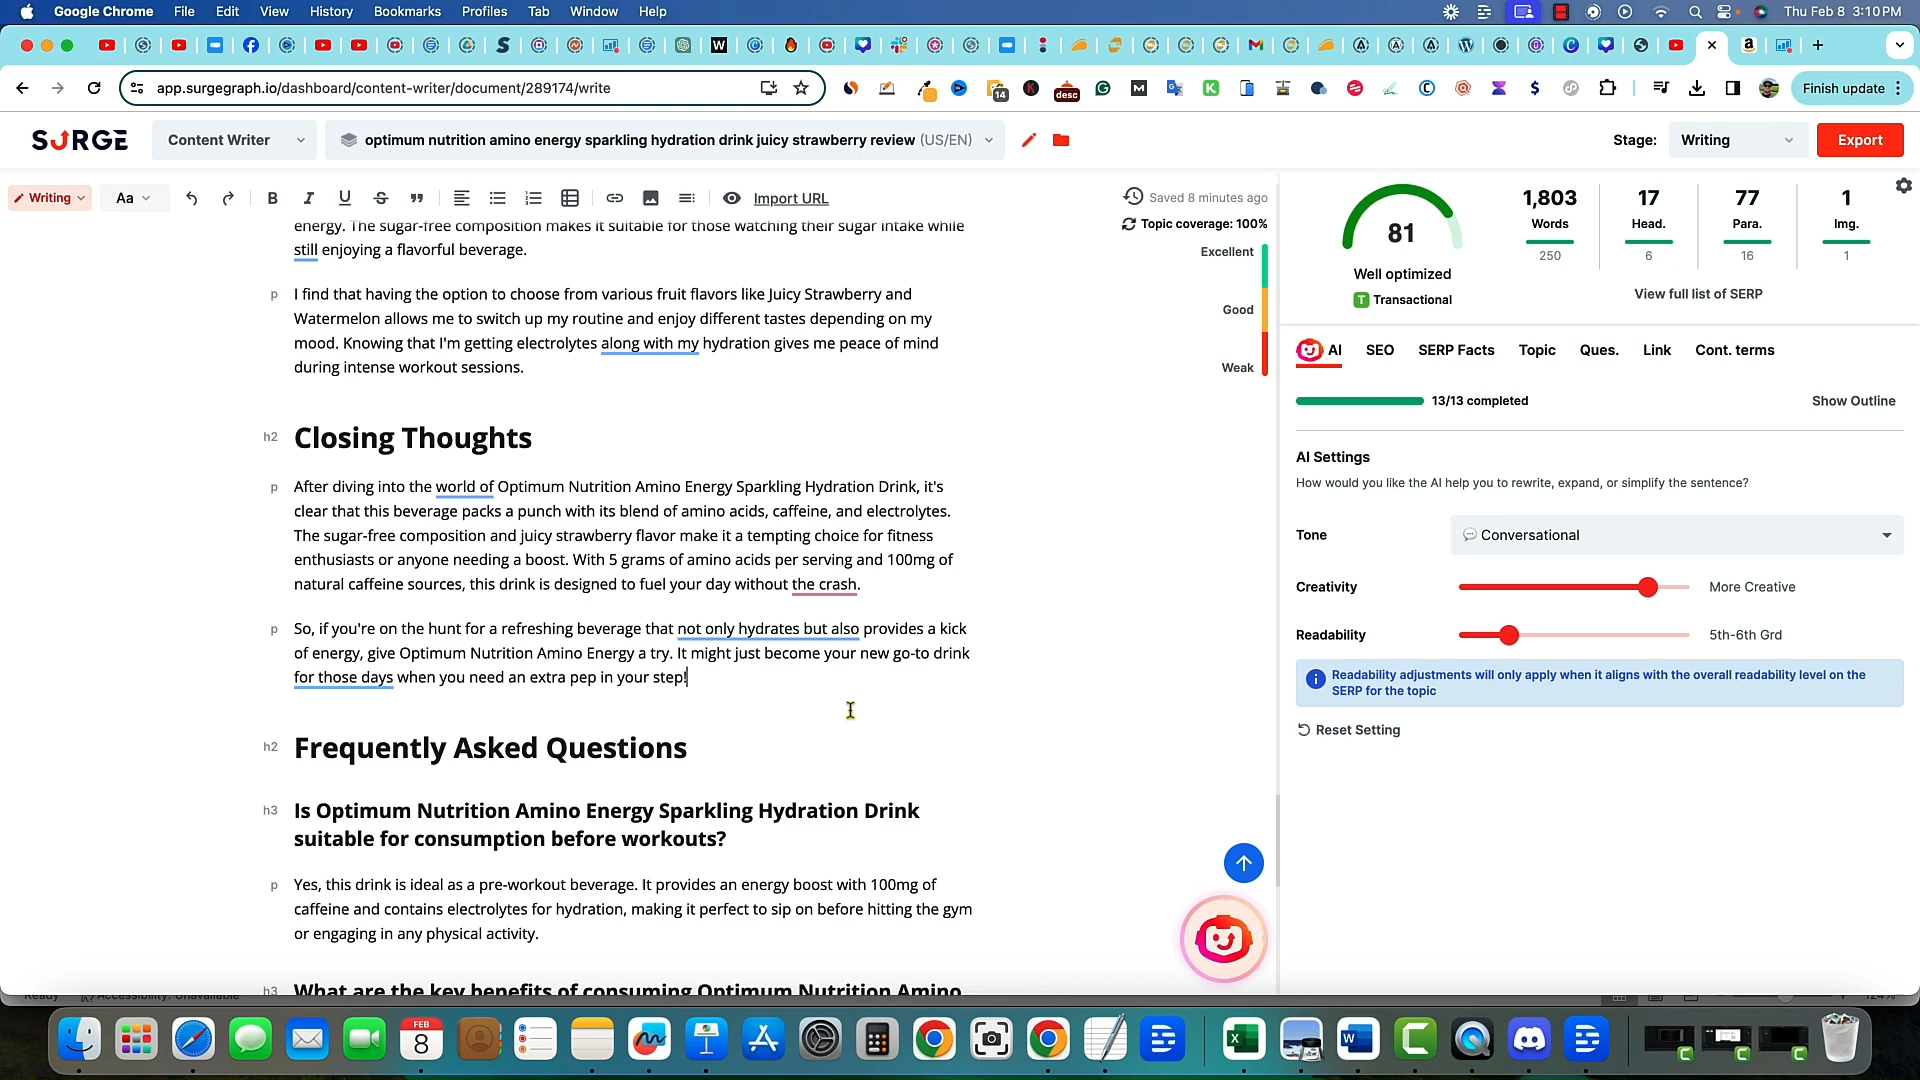 Google Chrome File Edit View History Bookmarks Profiles Tab Window Help Thu Feb 8 3:10 PM
app.surgegraph.io/dashboard/content-writer/document/289174/write
14
desc
Finish update
SURGE
Content Writer
optimum nutrition amino energy sparkling hydration drink juicy strawberry review (US/EN)
Stage:
Writing
Export
Writing
Aa
Import URL
Saved 8 minutes ago
Topic coverage: 100%
Excellent
Good
Weak
energy. The sugar-free composition makes it suitable for those watching their sugar intake while
still enjoying a flavorful beverage.
p
I find that having the option to choose from various fruit flavors like Juicy Strawberry and
Watermelon allows me to switch up my routine and enjoy different tastes depending on my
mood. Knowing that I'm getting electrolytes along with my hydration gives me peace of mind
during intense workout sessions.
h2
Closing Thoughts
p
After diving into the world of Optimum Nutrition Amino Energy Sparkling Hydration Drink, it's
clear that this beverage packs a punch with its blend of amino acids, caffeine, and electrolytes.
The sugar-free composition and juicy strawberry flavor make it a tempting choice for fitness
enthusiasts or anyone needing a boost. With 5 grams of amino acids per serving and 100mg of
natural caffeine sources, this drink is designed to fuel your day without the crash.
p
So, if you're on the hunt for a refreshing beverage that not only hydrates but also provides a kick
of energy, give Optimum Nutrition Amino Energy a try. It might just become your new go-to drink
for those days when you need an extra pep in your step!
h2
Frequently Asked Questions
h3
Is Optimum Nutrition Amino Energy Sparkling Hydration Drink
suitable for consumption before workouts?
p
Yes, this drink is ideal as a pre-workout beverage. It provides an energy boost with 100mg of
caffeine and contains electrolytes for hydration, making it perfect to sip on before hitting the gym
or engaging in any physical activity.
h3
What are the key benefits of consuming Optimum Nutrition Amino
81
Well optimized
T Transactional
1,803
Words
250
17
Head.
6
77
Para.
16
1
Img.
1
View full list of SERP
AI SEO SERP Facts Topic Ques. Link Cont. terms
13/13 completed
Show Outline
AI Settings
How would you like the AI help you to rewrite, expand, or simplify the sentence?
Tone
Conversational
Creativity
More Creative
Readability
5th-6th Grd
Readability adjustments will only apply when it aligns with the overall readability level on the
SERP for the topic
Reset Setting
Ready Accessibility: Unavailable 124%
FEB
8